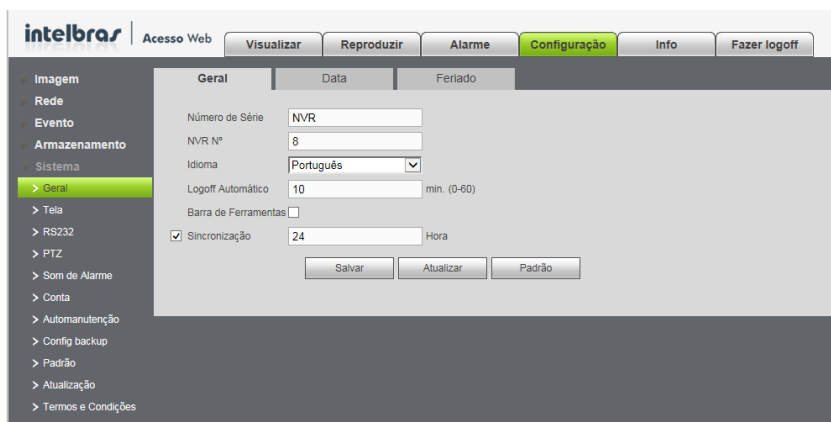 intelbras Acesso Web Visualizar Reproduzir Alarme Configuração Info Fazer logoff
Imagem
Rede
Evento
Armazenamento
Sistema
> Geral
> Tela
> RS232
> PTZ
> Som de Alarme
> Conta
> Automanutenção
> Config backup
> Padrão
> Atualização
> Termos e Condições
Geral Data Feriado
Número de Série NVR
NVR Nº 8
Idioma Português
Logoff Automático 10 min. (0-60)
Barra de Ferramentas
Sincronização 24 Hora
Salvar Atualizar Padrão